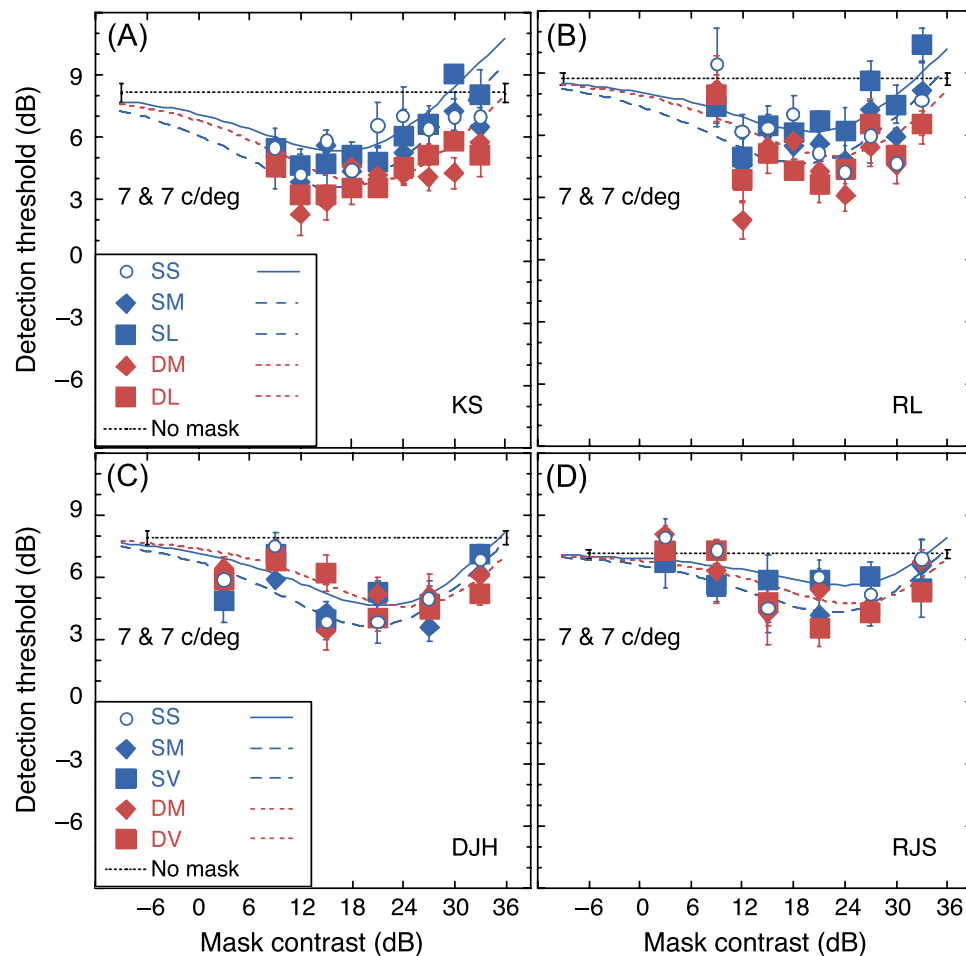 (A)
9
6
3
0
−3
−6
Detection threshold (dB)
7 & 7 c/deg
SS
SM
SL
DM
DL
No mask
KS
(B)
7 & 7 c/deg
RL
(C)
9
6
3
0
−3
−6
Detection threshold (dB)
7 & 7 c/deg
SS
SM
SV
DM
DV
No mask
DJH
−6 0 6 12 18 24 30 36
Mask contrast (dB)
(D)
7 & 7 c/deg
RJS
−6 0 6 12 18 24 30 36
Mask contrast (dB)